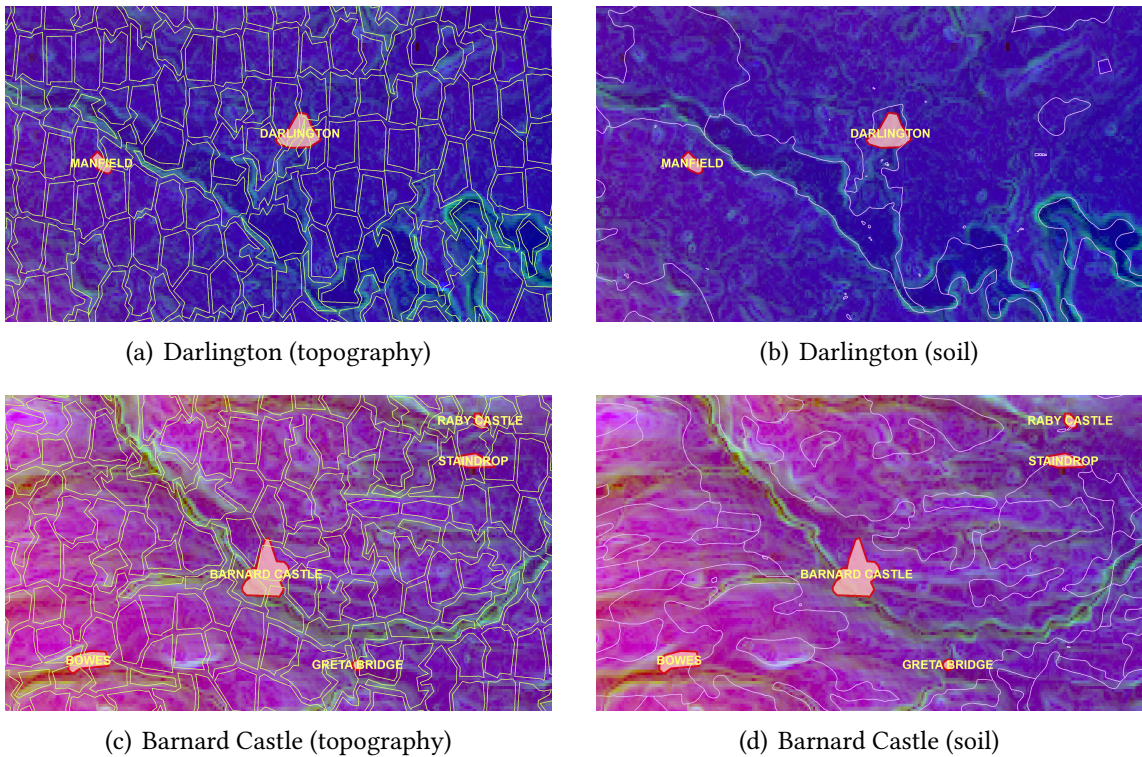 DARLINGTON
MANFIELD
DARLINGTON
MANFIELD
(a) Darlington (topography)
(b) Darlington (soil)
RABY CASTLE
STAINDROP
BARNARD CASTLE
BOWES
GRETA BRIDGE
RABY CASTLE
STAINDROP
BARNARD CASTLE
BOWES
GRETA BRIDGE
(c) Barnard Castle (topography)
(d) Barnard Castle (soil)